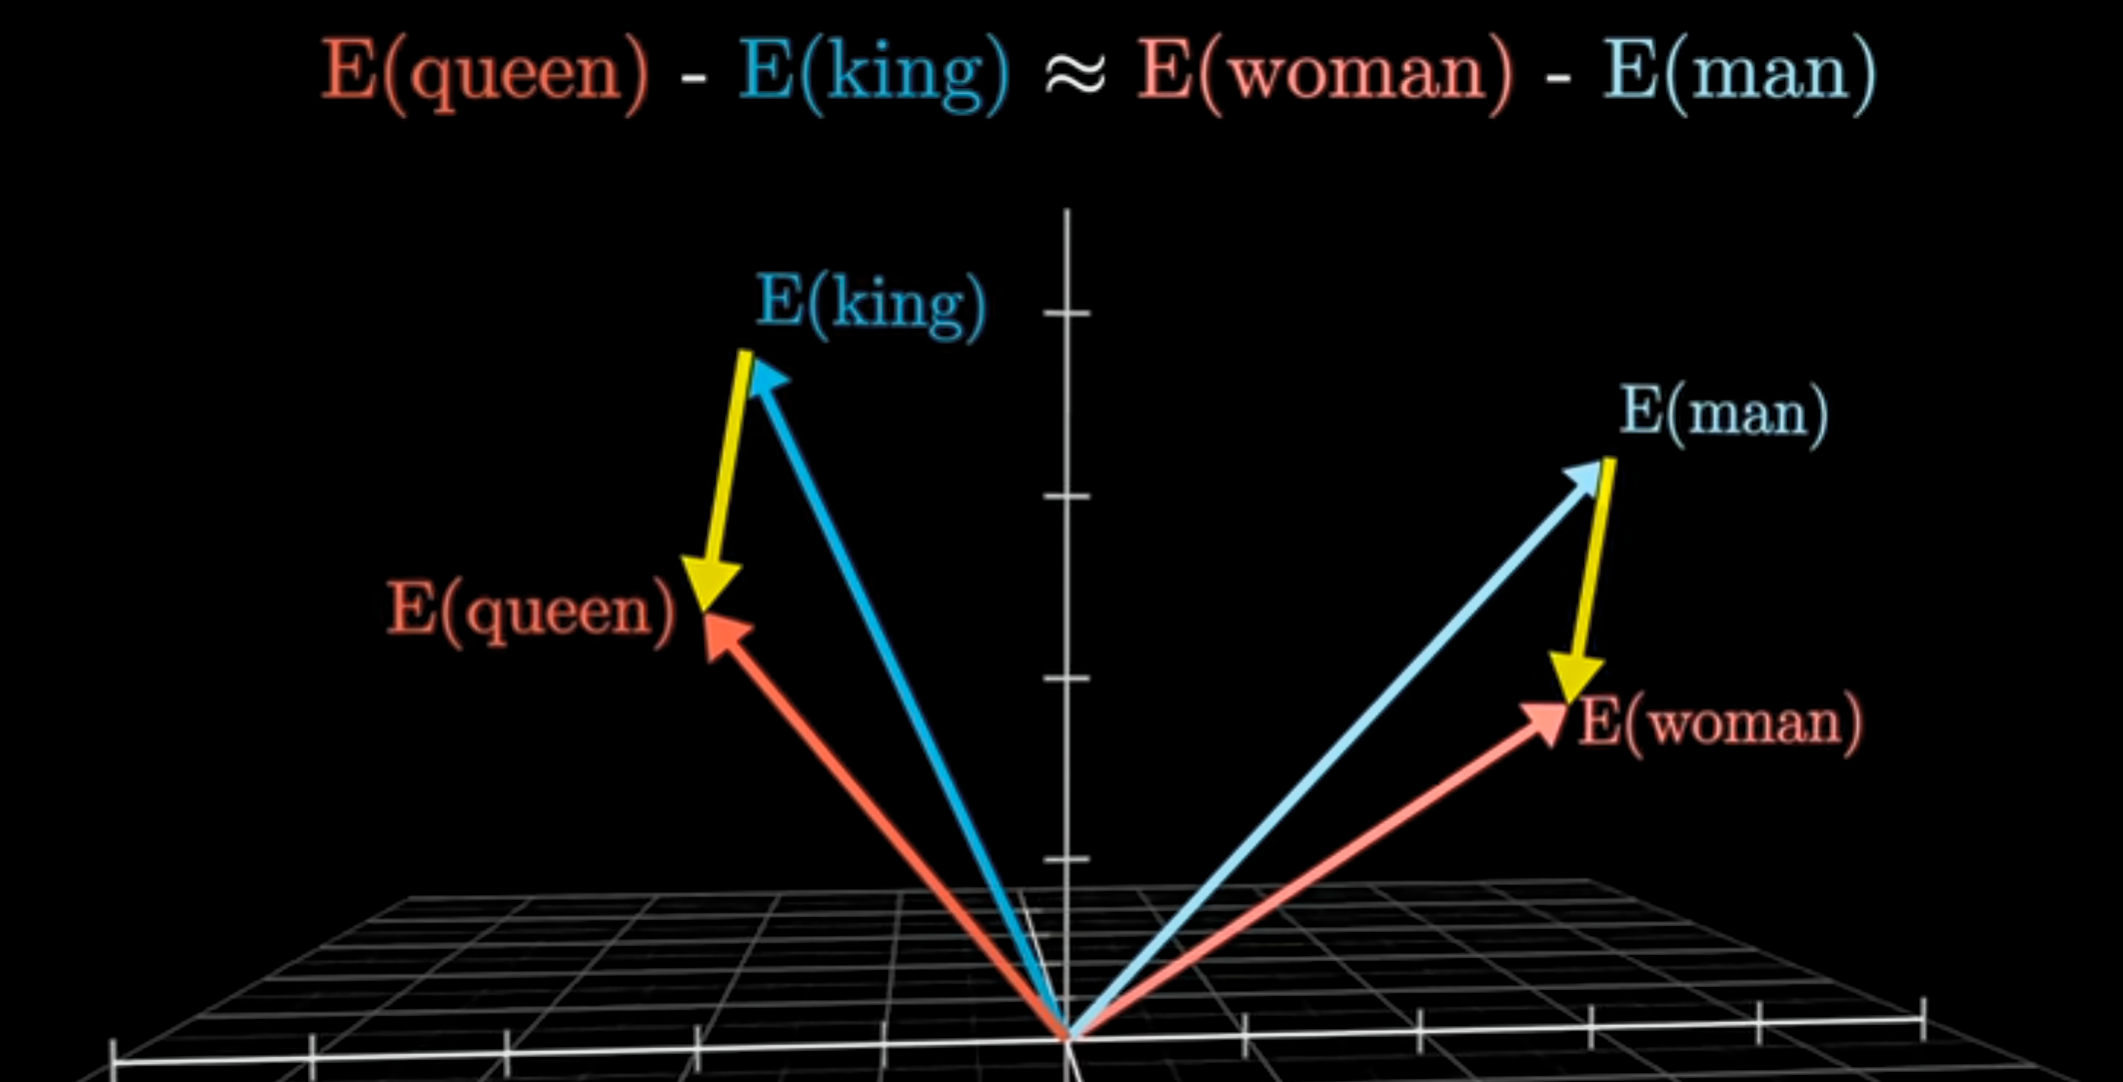 E(queen) - E(king) ≈ E(woman) - E(man)
E(king)
E(man)
E(queen)
E(woman)